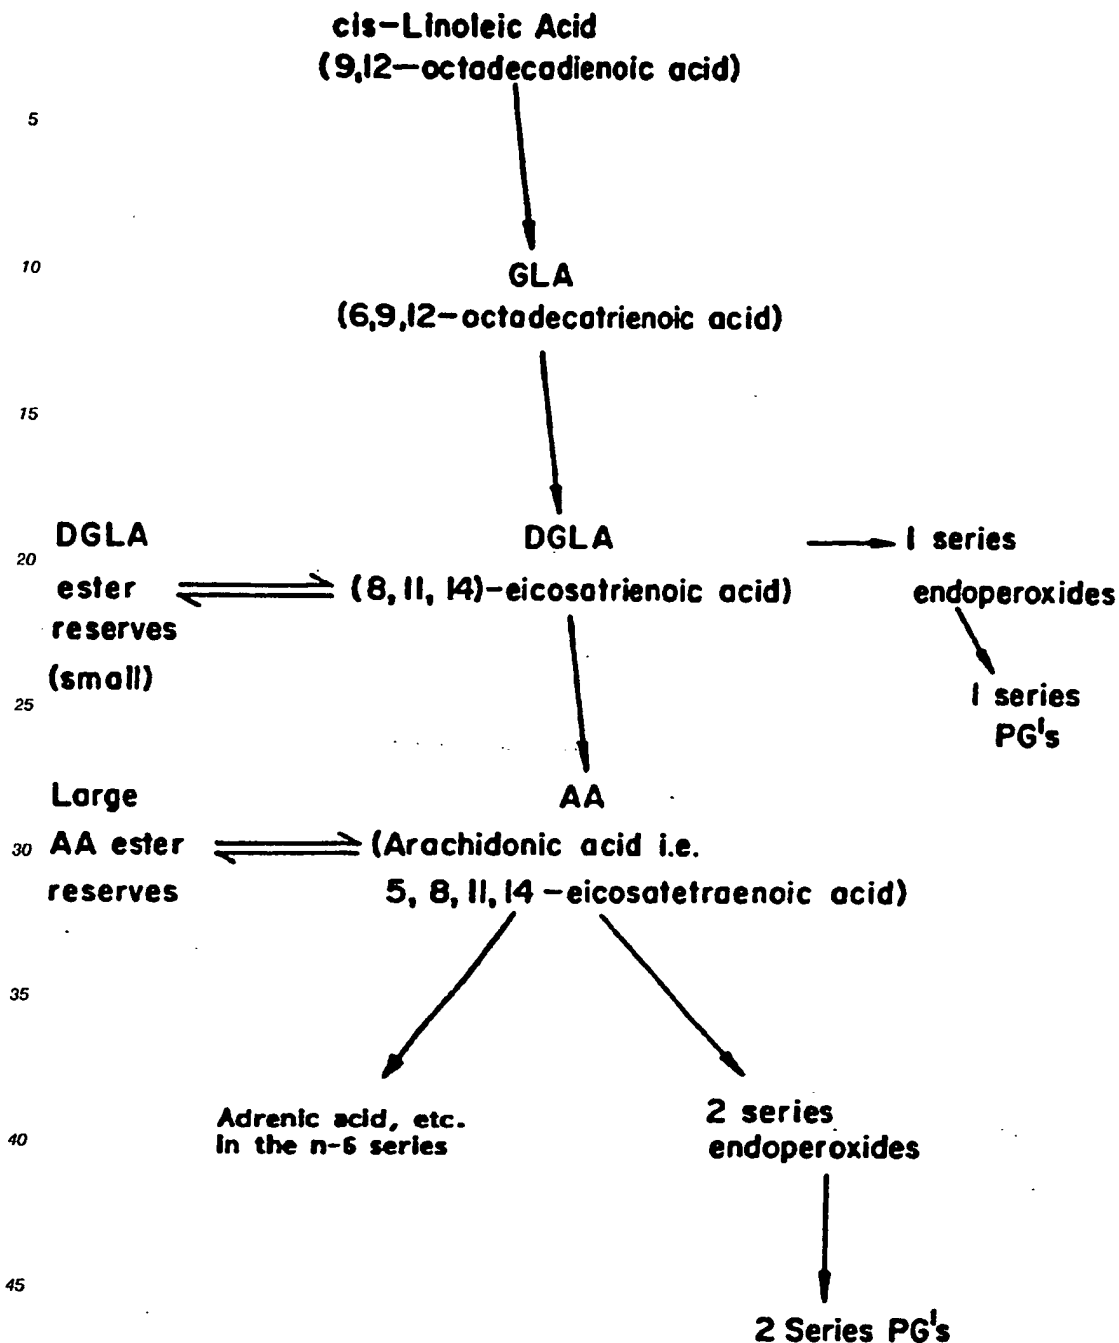 cis-Linoleic Acid
(9,12-octadecadienoic acid)
5
10
GLA
(6,9,12-octadecatrienoic acid)
15
DGLA
ester
reserves
(small)
20
DGLA
(8, 11, 14)-eicosatrienoic acid)
1 series
endoperoxides
1 series
PG's
25
Large
AA ester
reserves
30
AA
(Arachidonic acid i.e.
5, 8, 11, 14-eicosatetraenoic acid)
35
Adrenic acid, etc.
in the n-6 series
40
2 series
endoperoxides
45
2 Series PG's